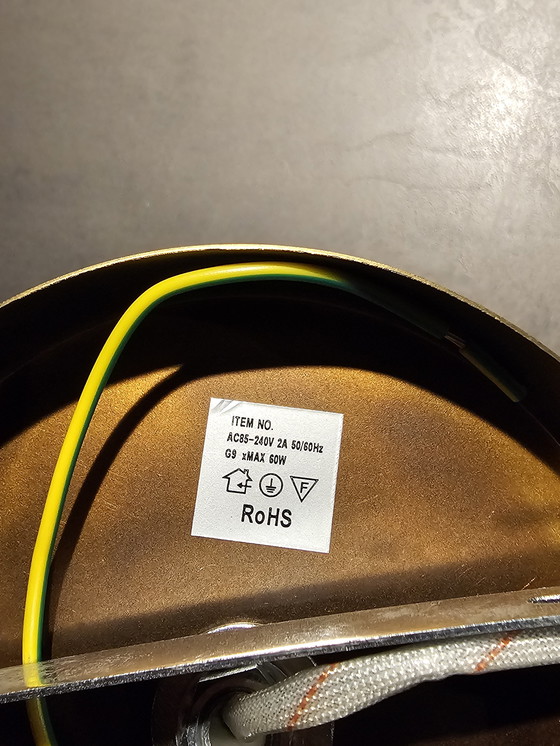 ITEM NO.
AC85-240V 2A 50/60Hz
G9 xMAX 60W
F
RoHS